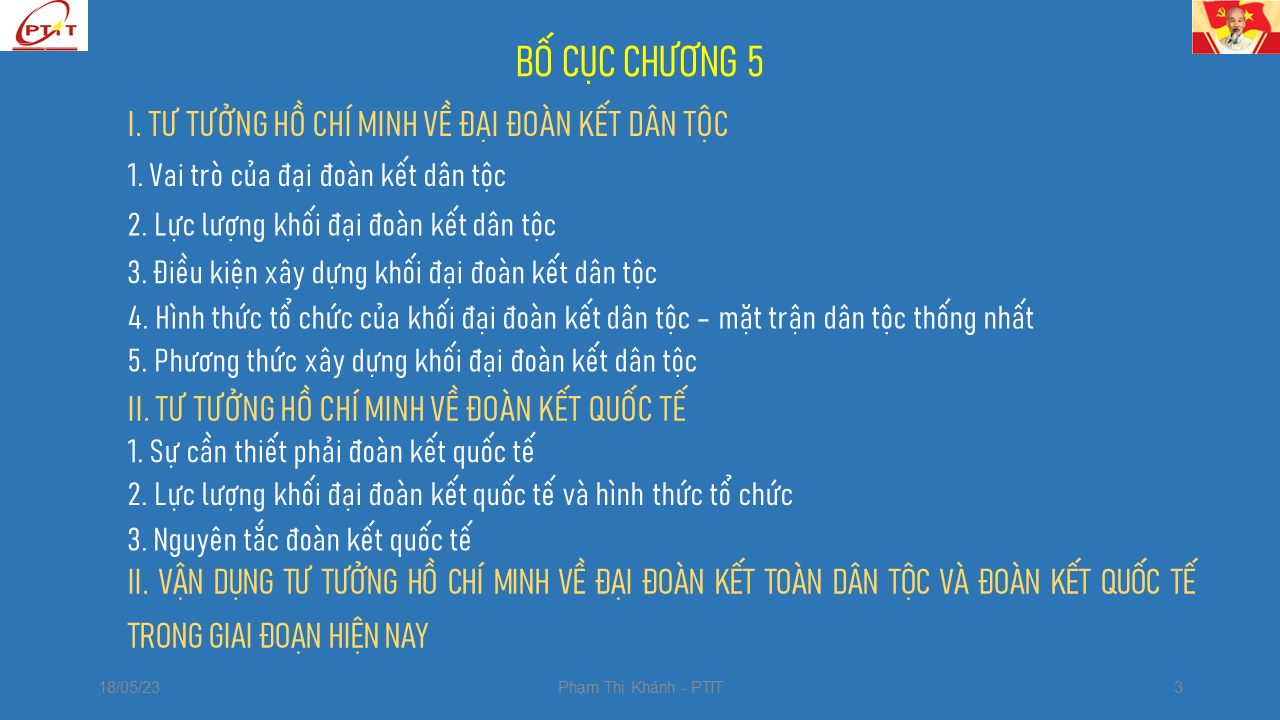 PTIT
BỐ CỤC CHƯƠNG 5
I. TƯ TƯỞNG HỒ CHÍ MINH VỀ ĐẠI ĐOÀN KẾT DÂN TỘC
1. Vai trò của đại đoàn kết dân tộc
2. Lực lượng khối đại đoàn kết dân tộc
3. Điều kiện xây dựng khối đại đoàn kết dân tộc
4. Hình thức tổ chức của khối đại đoàn kết dân tộc – mặt trận dân tộc thống nhất
5. Phương thức xây dựng khối đại đoàn kết dân tộc
II. TƯ TƯỞNG HỒ CHÍ MINH VỀ ĐOÀN KẾT QUỐC TẾ
1. Sự cần thiết phải đoàn kết quốc tế
2. Lực lượng khối đại đoàn kết quốc tế và hình thức tổ chức
3. Nguyên tắc đoàn kết quốc tế
II. VẬN DỤNG TƯ TƯỞNG HỒ CHÍ MINH VỀ ĐẠI ĐOÀN KẾT TOÀN DÂN TỘC VÀ ĐOÀN KẾT QUỐC TẾ
TRONG GIAI ĐOẠN HIỆN NAY
18/05/23
Phạm Thị Khánh - PTIT
3